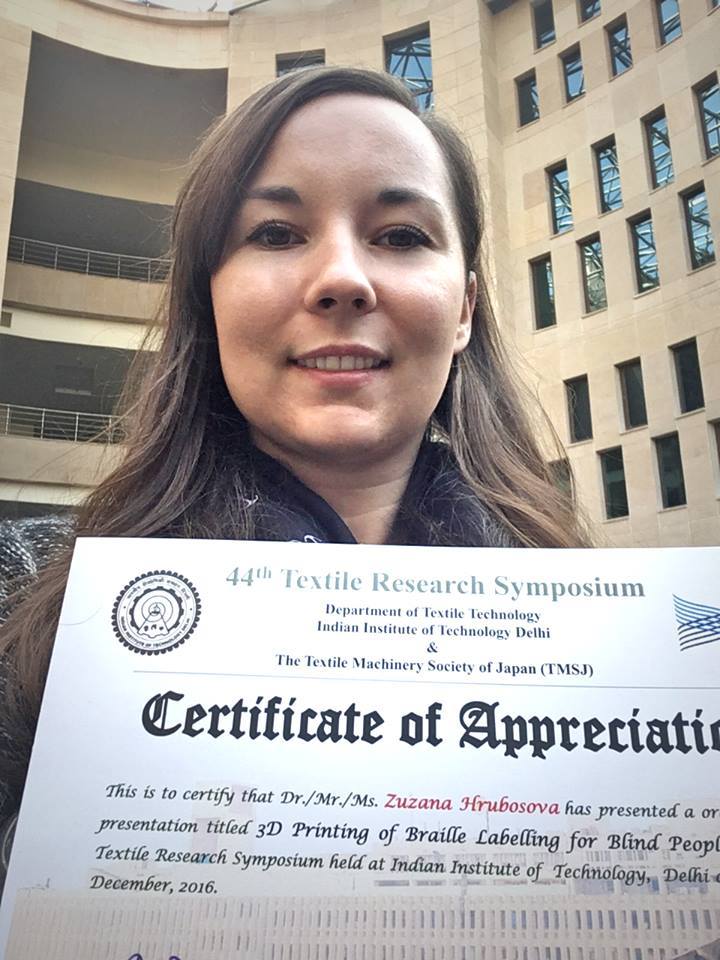 44th Textile Research Symposium
Department of Textile Technology
Indian Institute of Technology Delhi
&
The Textile Machinery Society of Japan (TMSJ)
Certificate of Appreciatio
This is to certify that Dr./Mr./Ms. Zuzana Hrubosova has presented a or
presentation titled 3D Printing of Braille Labelling for Blind Peopl
Textile Research Symposium held at Indian Institute of Technology, Delhi
December, 2016.